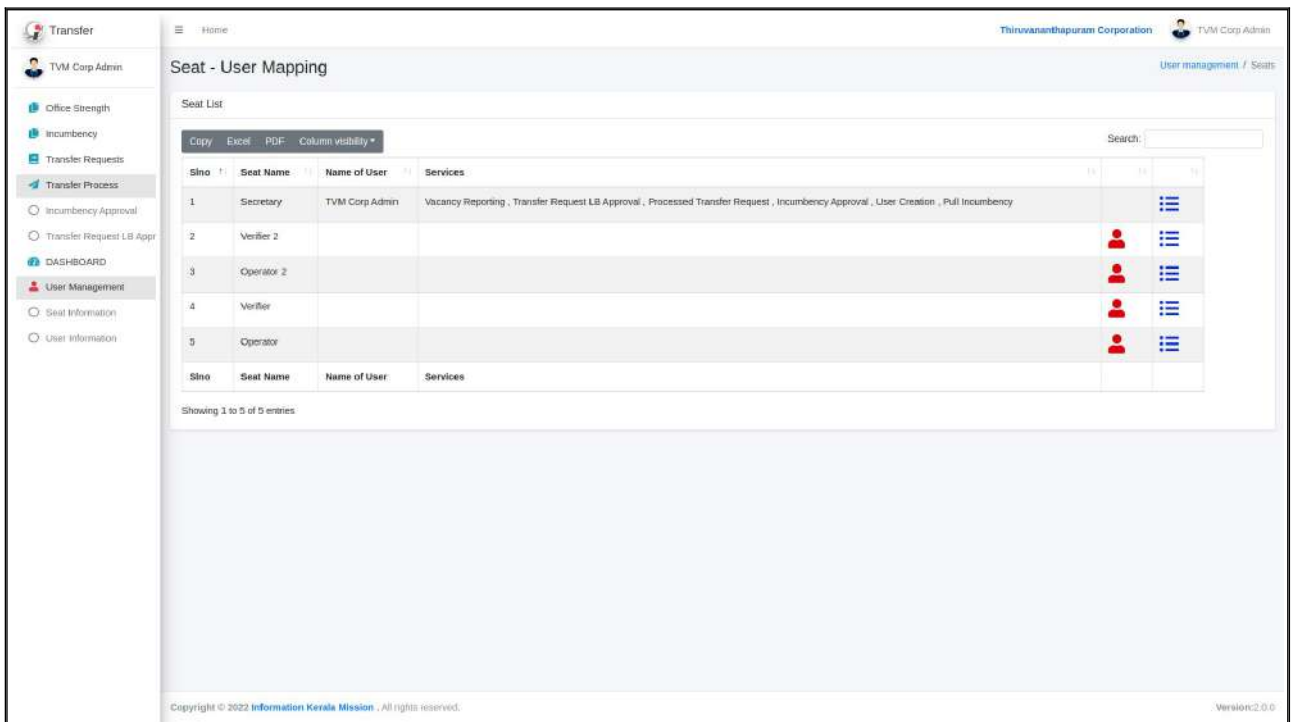 Transfer
Home
Thiruvananthapuram Corporation
TVM Corp Admin
TVM Corp Admin
Seat - User Mapping
User management / Seats
Office Strength
Incumbency
Transfer Requests
Transfer Process
Incumbency Approval
Transfer Request LB Appr
DASHBOARD
User Management
Seat Information
User Information
Seat List
Copy Excel PDF Column visibility
Search:
Slno Seat Name Name of User Services
1 Secretary TVM Corp Admin Vacancy Reporting , Transfer Request LB Approval , Processed Transfer Request , Incumbency Approval , User Creation , Pull Incumbency
2 Verifier 2
3 Operator 2
4 Verifier
5 Operator
Slno Seat Name Name of User Services
Showing 1 to 5 of 5 entries
Copyright © 2022 Information Kerala Mission . All rights reserved.
Version:2.0.0